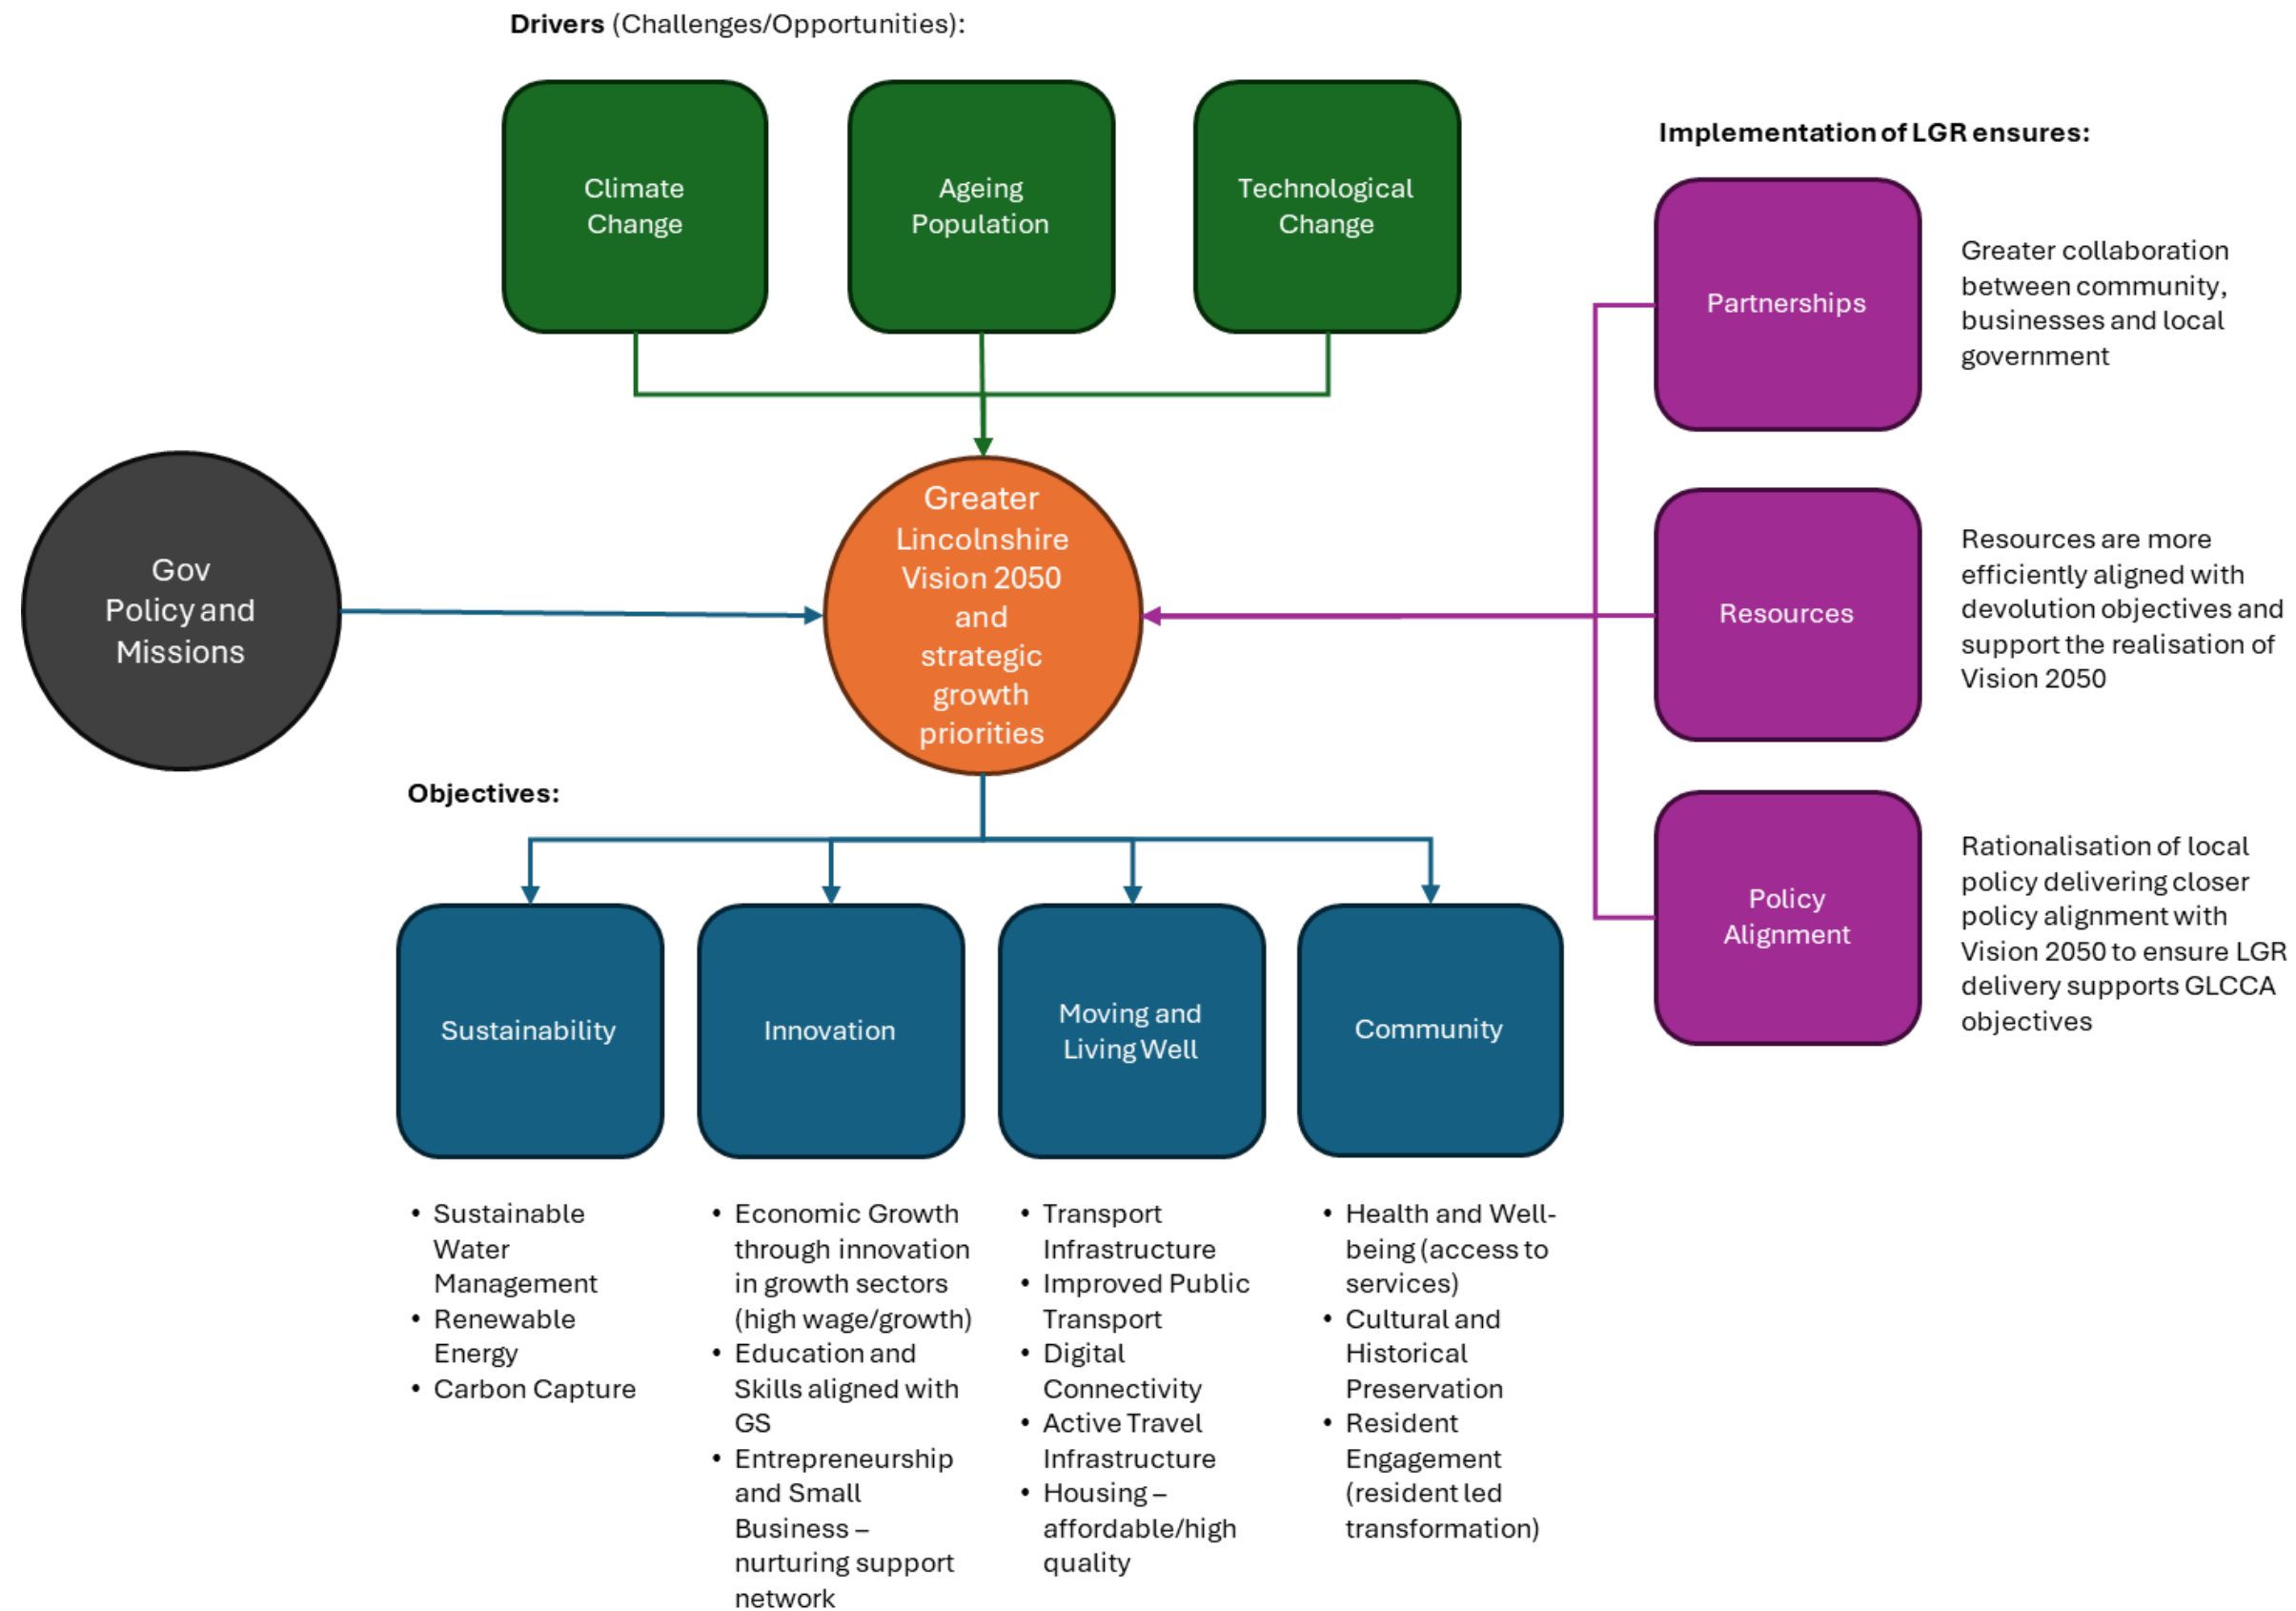 Drivers (Challenges/Opportunities):
Climate
Change
Ageing
Population
Technological
Change
Implementation of LGR ensures:
Partnerships
Greater collaboration
between community,
businesses and local
government
Gov
Policy and
Missions
Greater
Lincolnshire
Vision 2050
and
strategic
growth
priorities
Resources
Resources are more
efficiently aligned with
devolution objectives and
support the realisation of
Vision 2050
Policy
Alignment
Rationalisation of local
policy delivering closer
policy alignment with
Vision 2050 to ensure LGR
delivery supports GLCCA
objectives
Objectives:
Sustainability
Innovation
Moving and
Living Well
Community
• Sustainable
Water
Management
• Renewable
Energy
• Carbon Capture
• Economic Growth
through innovation
in growth sectors
(high wage/growth)
• Education and
Skills aligned with
GS
• Entrepreneurship
and Small
Business –
nurturing support
network
• Transport
Infrastructure
• Improved Public
Transport
• Digital
Connectivity
• Active Travel
Infrastructure
• Housing –
affordable/high
quality
• Health and Well-
being (access to
services)
• Cultural and
Historical
Preservation
• Resident
Engagement
(resident led
transformation)